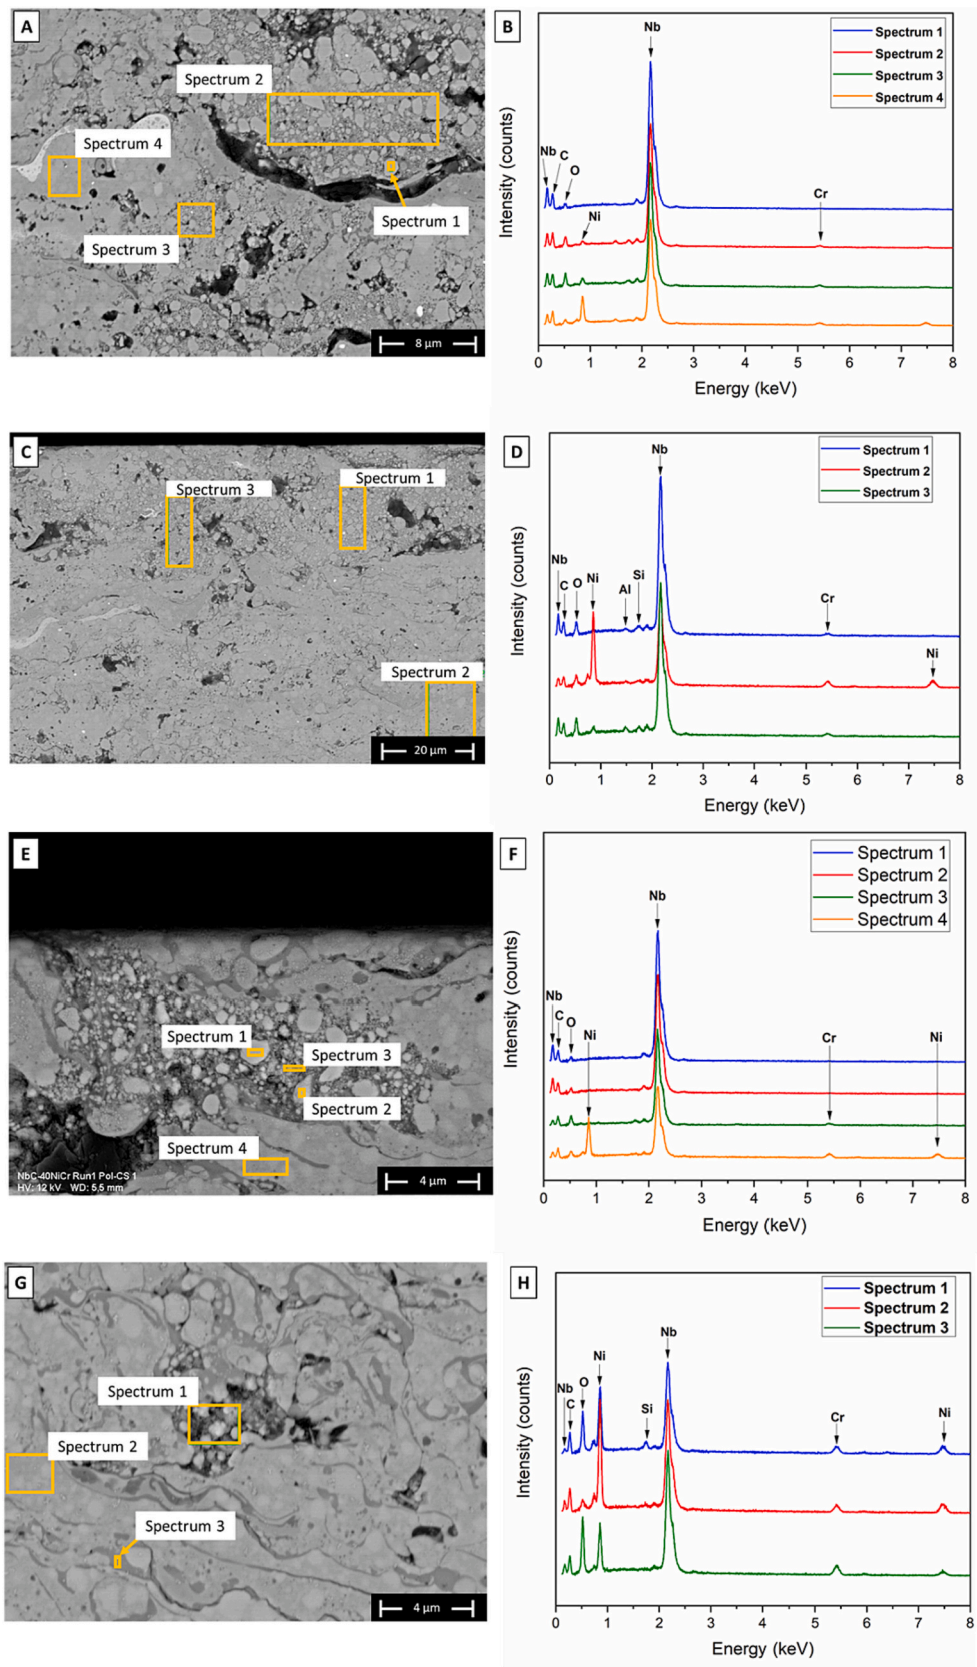 A
Spectrum 2
Spectrum 4
Spectrum 1
Spectrum 3
8 µm
B
Nb
Spectrum 1
Spectrum 2
Spectrum 3
Spectrum 4
Nb
C
O
Ni
Cr
Intensity (counts)
0 1 2 3 4 5 6 7 8
Energy (keV)
C
Spectrum 3
Spectrum 1
Spectrum 2
20 µm
D
Nb
Spectrum 1
Spectrum 2
Spectrum 3
Nb
C
O
Ni
Al
Si
Cr
Ni
Intensity (counts)
0 1 2 3 4 5 6 7 8
Energy (keV)
E
Spectrum 1
Spectrum 3
Spectrum 2
Spectrum 4
NbC-40NiCr Run1 Pol-CS 1
HV: 12 kV WD: 5,5 mm
4 µm
F
Spectrum 1
Spectrum 2
Spectrum 3
Spectrum 4
Nb
Nb
C
O
Ni
Cr
Ni
Intensity (counts)
0 1 2 3 4 5 6 7 8
Energy (keV)
G
Spectrum 1
Spectrum 2
Spectrum 3
4 µm
H
Spectrum 1
Spectrum 2
Spectrum 3
Nb
Nb
C
O
Ni
Si
Cr
Ni
Intensity (counts)
0 1 2 3 4 5 6 7 8
Energy (keV)